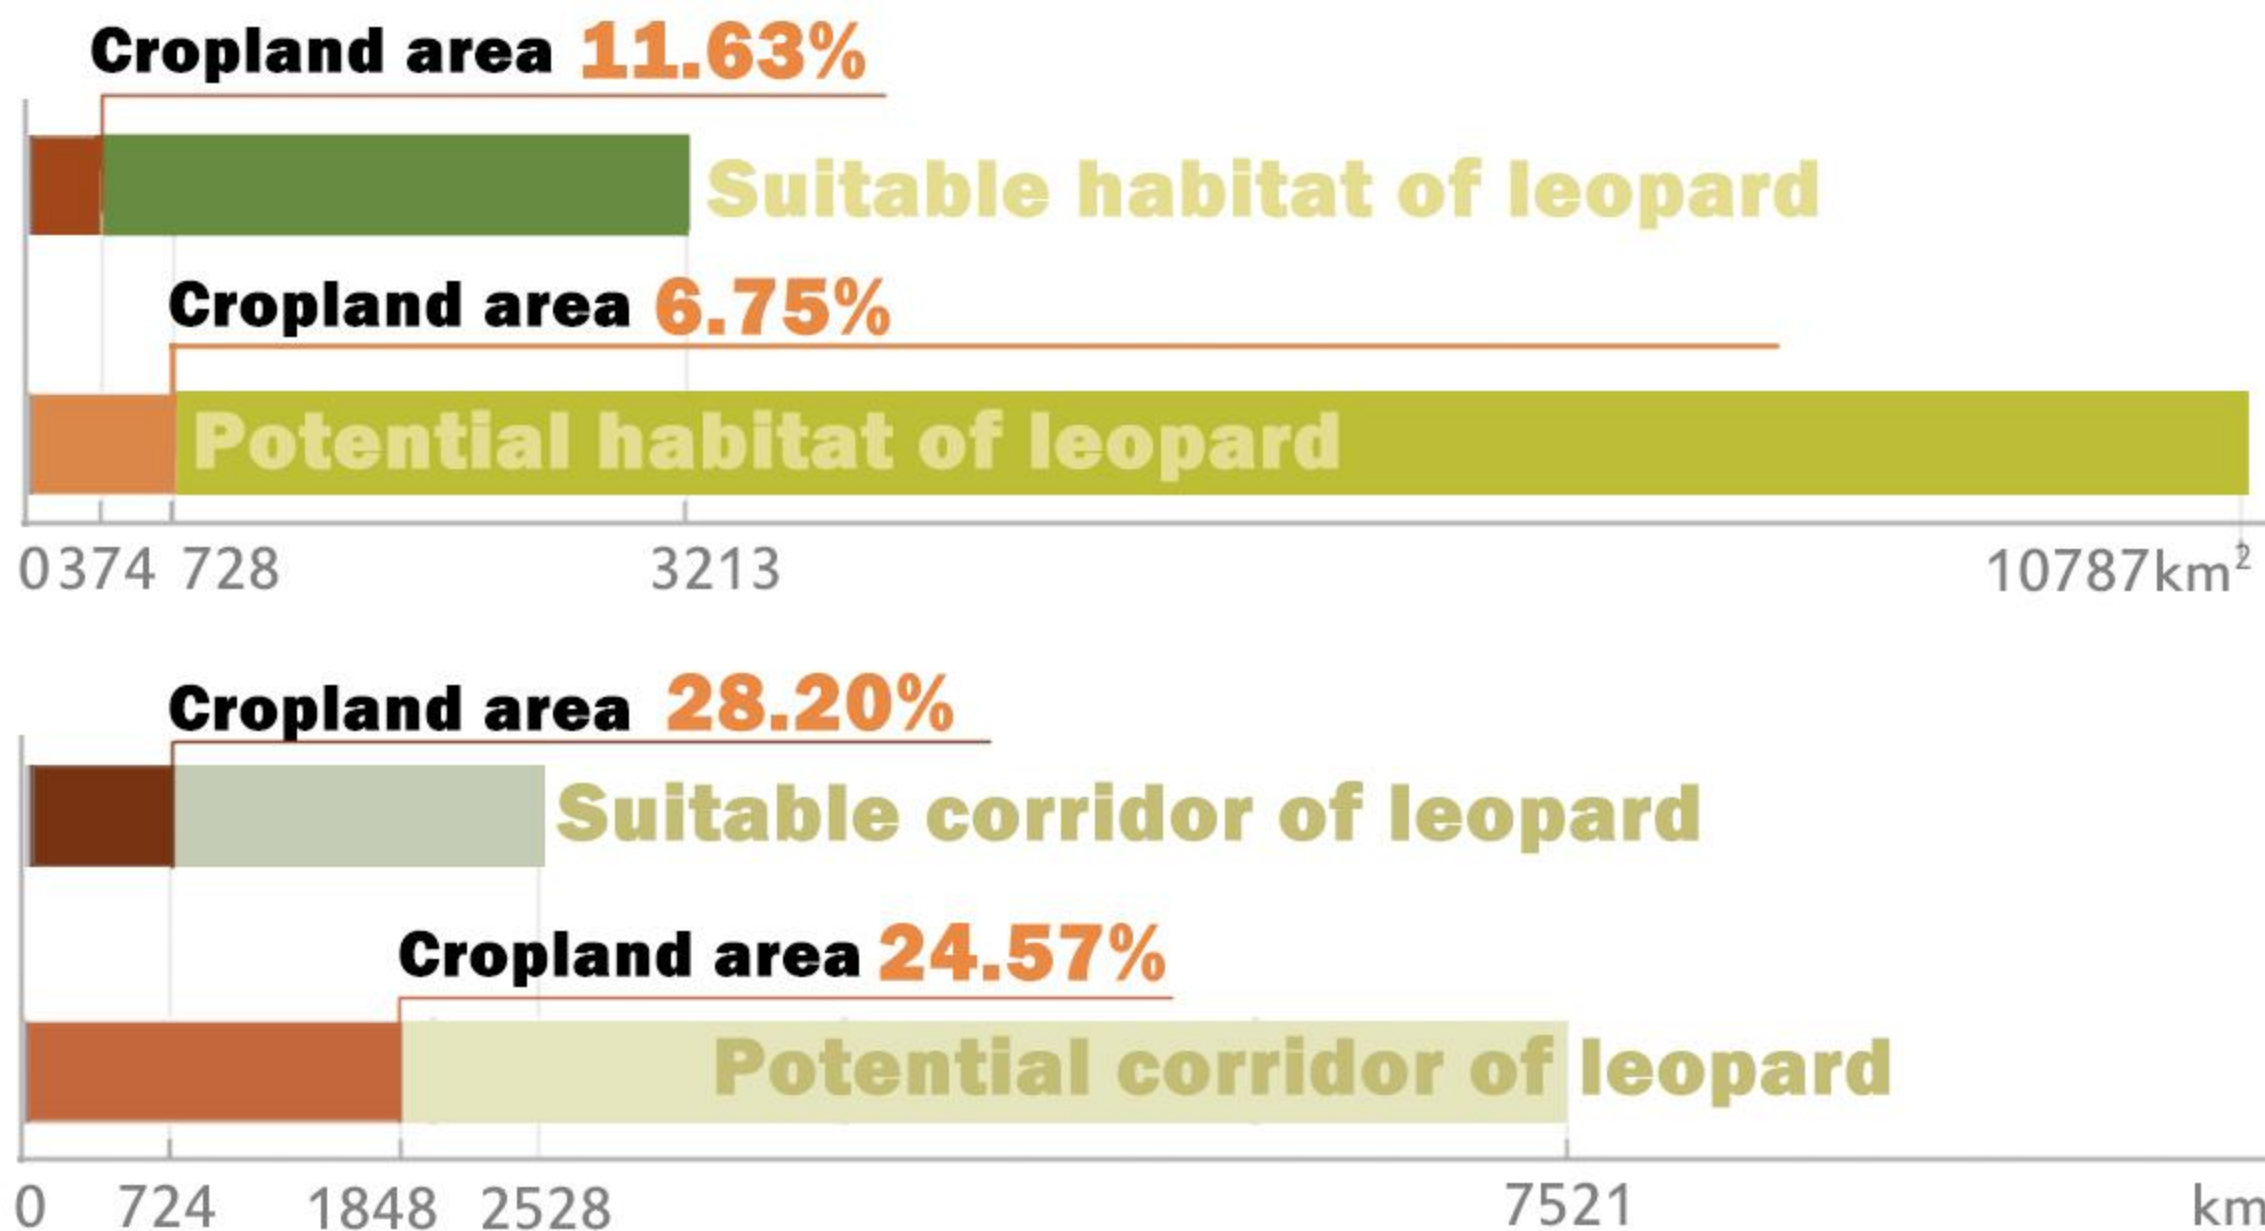 Cropland area 11.63%
Suitable habitat of leopard
Cropland area 6.75%
Potential habitat of leopard
0 374 728 3213 10787km²
Cropland area 28.20%
Suitable corridor of leopard
Cropland area 24.57%
Potential corridor of leopard
0 724 1848 2528 7521 km